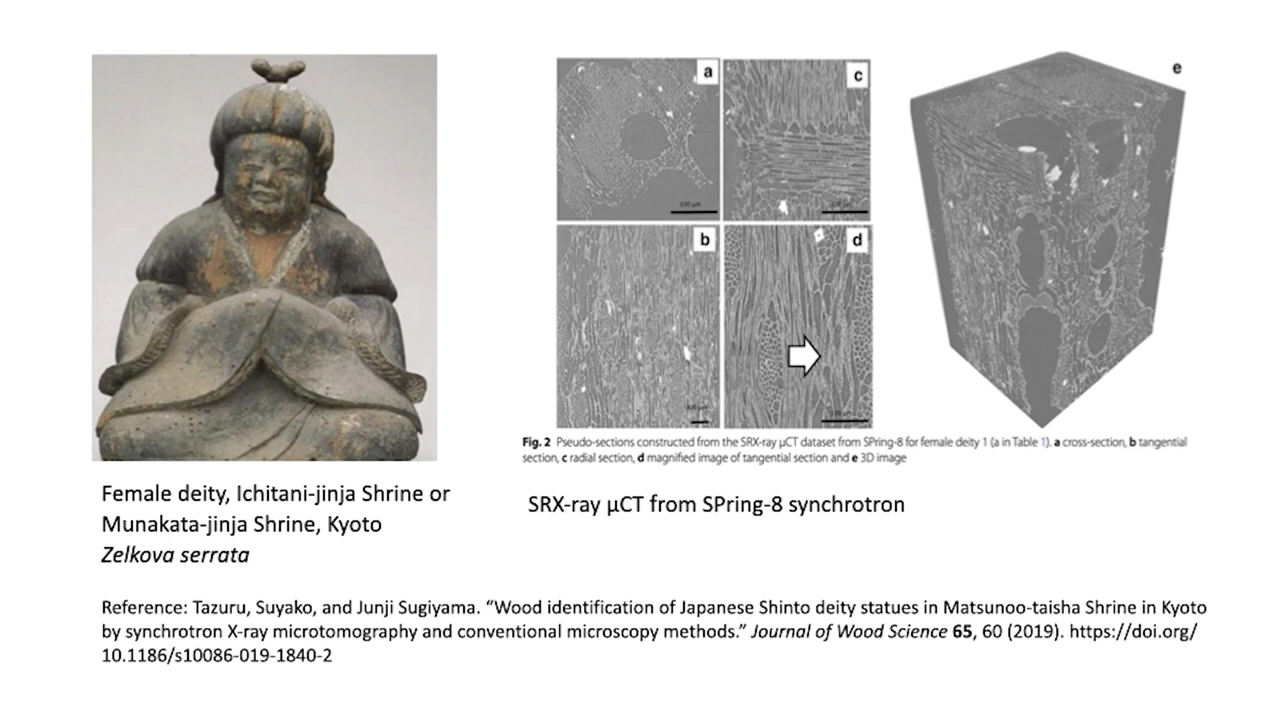 a
c
e
100 µm
b
d
Fig. 2 Pseudo-sections constructed from the SRX-ray µCT dataset from SPring-8 for female deity 1 (a in Table 1). a cross-section, b tangential
section, c radial section, d magnified image of tangential section and e 3D image
Female deity, Ichitani-jinja Shrine or
Munakata-jinja Shrine, Kyoto
Zelkova serrata
SRX-ray µCT from SPring-8 synchrotron
Reference: Tazuru, Suyako, and Junji Sugiyama. “Wood identification of Japanese Shinto deity statues in Matsunoo-taisha Shrine in Kyoto
by synchrotron X-ray microtomography and conventional microscopy methods.” Journal of Wood Science 65, 60 (2019). https://doi.org/
10.1186/s10086-019-1840-2